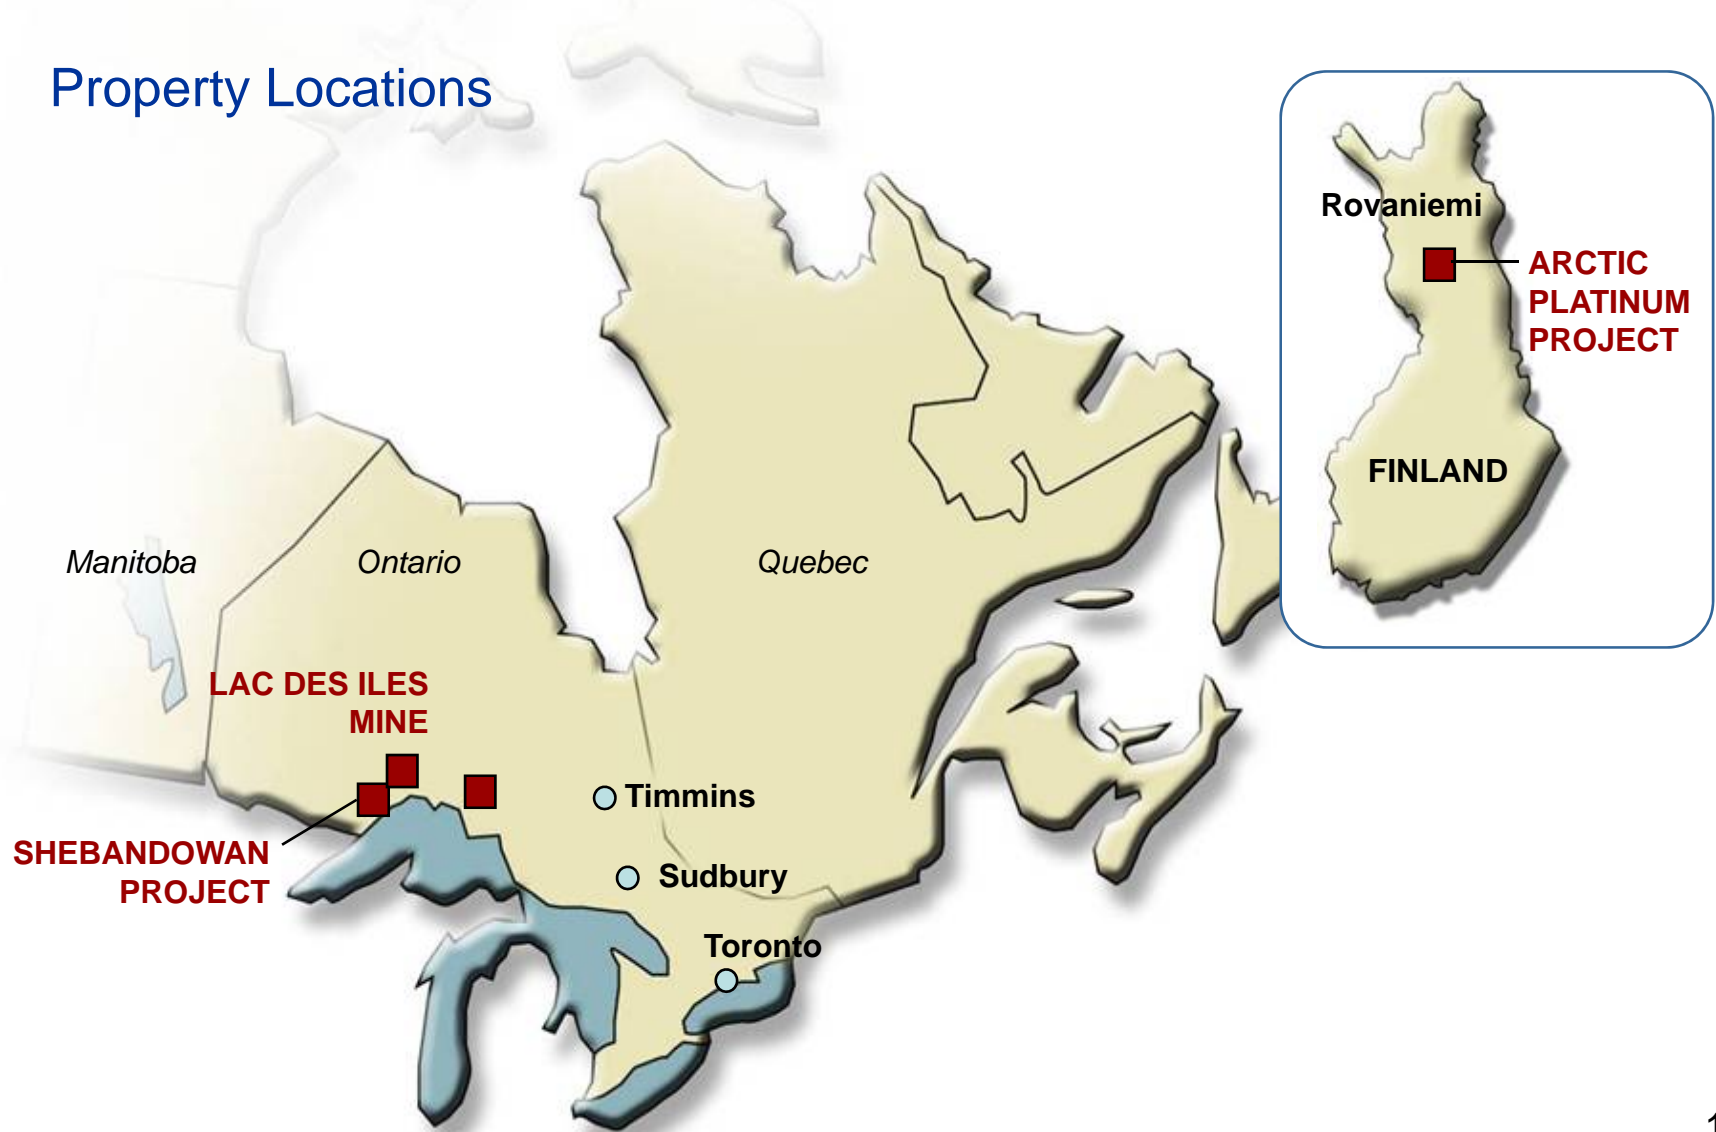 Property Locations
Rovaniemi
ARCTIC
PLATINUM
PROJECT
FINLAND
Manitoba
Ontario
Quebec
LAC DES ILES
MINE
Timmins
SHEBANDOWAN
PROJECT
Sudbury
Toronto